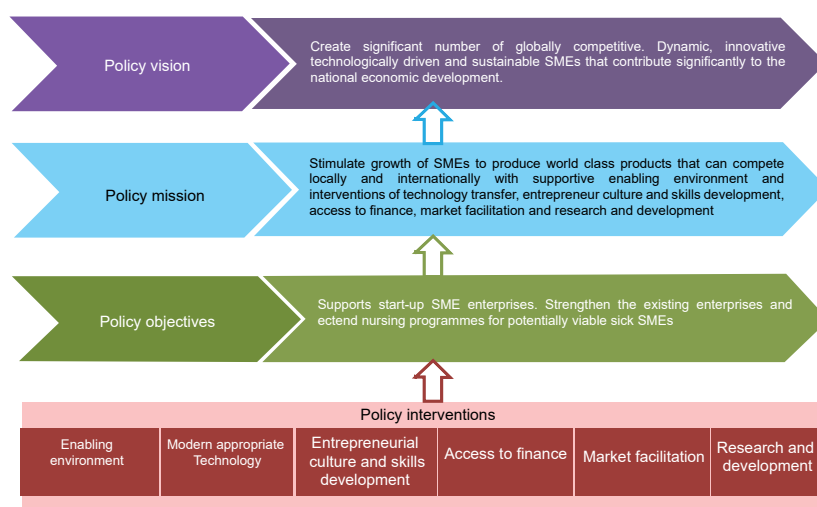 Policy vision
Create significant number of globally competitive. Dynamic, innovative
technologically driven and sustainable SMEs that contribute significantly to the
national economic development.
Policy mission
Stimulate growth of SMEs to produce world class products that can compete
locally and internationally with supportive enabling environment and
interventions of technology transfer, entrepreneur culture and skills development,
access to finance, market facilitation and research and development
Policy objectives
Supports start-up SME enterprises. Strengthen the existing enterprises and
ectend nursing programmes for potentially viable sick SMEs
Policy interventions
Enabling
environment
Modern appropriate
Technology
Entrepreneurial
culture and skills
development
Access to finance
Market facilitation
Research and
development